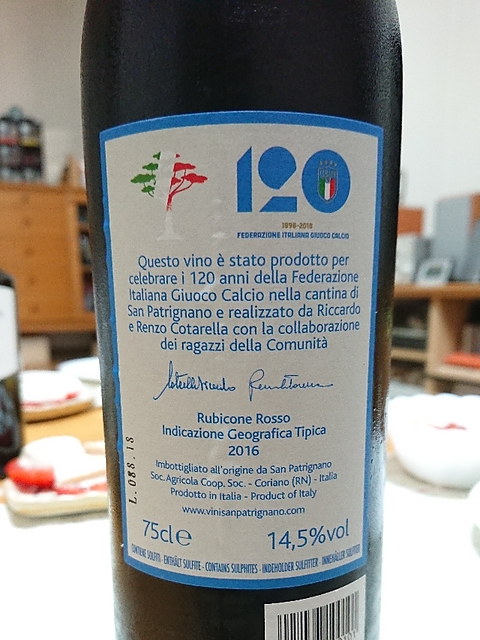 120
1898-2018
FEDERAZIONE ITALIANA GIUOCO CALCIO
Questo vino è stato prodotto per
celebrare i 120 anni della Federazione
Italiana Giuoco Calcio nella cantina di
San Patrignano e realizzato da Riccardo
e Renzo Cotarella con la collaborazione
dei ragazzi della Comunità
Rubicone Rosso
Indicazione Geografica Tipica
2016
Imbottigliato all'origine da San Patrignano
Soc. Agricola Coop. Soc. - Coriano (RN) - Italia
Prodotto in Italia - Product of Italy
www.vinisanpatrignano.com
L.088.18
75cl e 14,5%vol
CONTIENE SOLFITI - ENTHÄLT SULFITE - CONTAINS SULPHITES - INDEHOLDER SULFITTER - INNEHÅLLER SULFITER